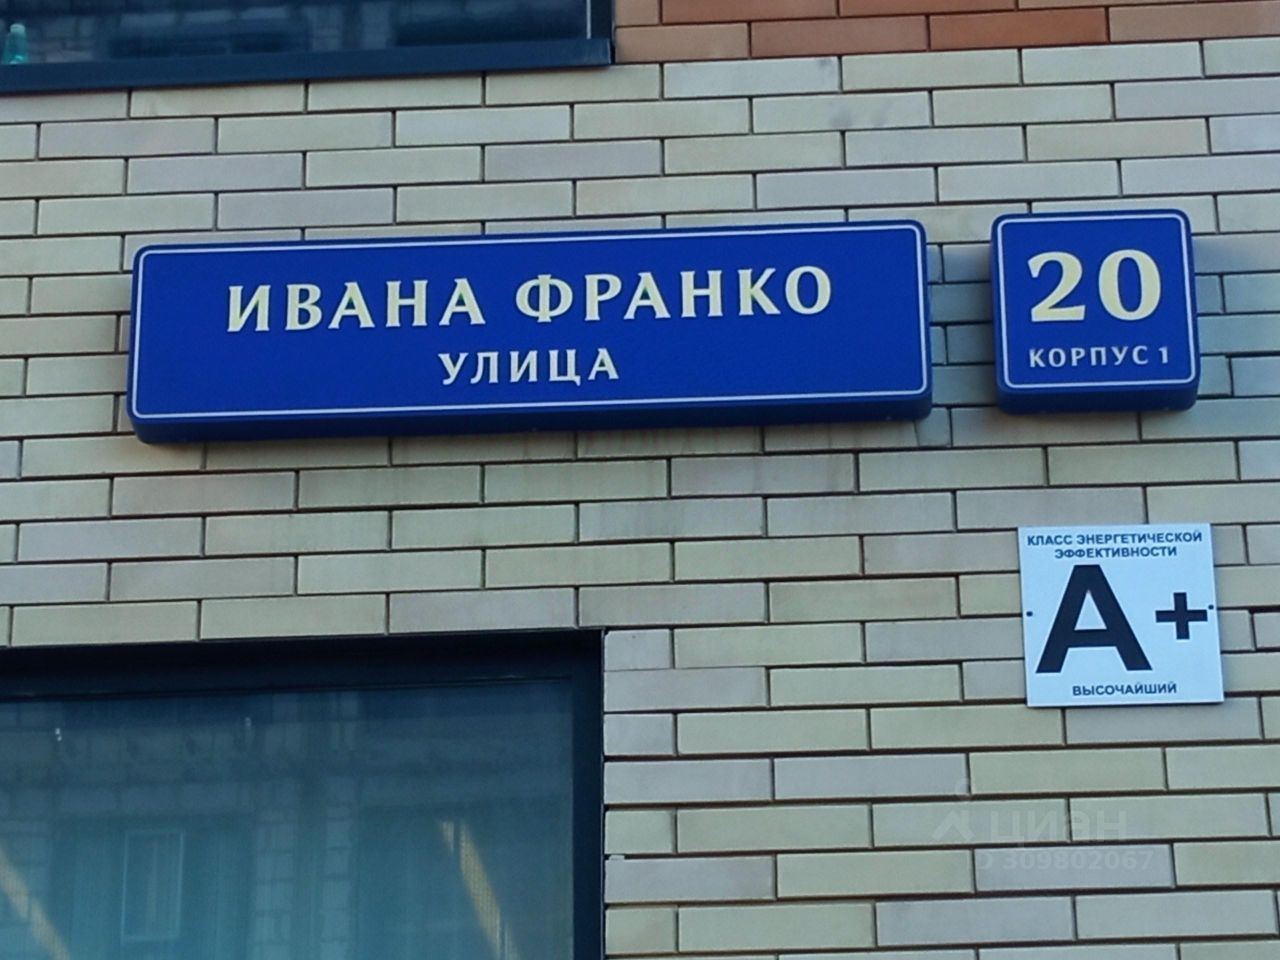 ИВАНА ФРАНКО
УЛИЦА
20
КОРПУС 1
КЛАСС ЭНЕРГЕТИЧЕСКОЙ
ЭФФЕКТИВНОСТИ
A+
ВЫСОЧАЙШИЙ
циан
309802067